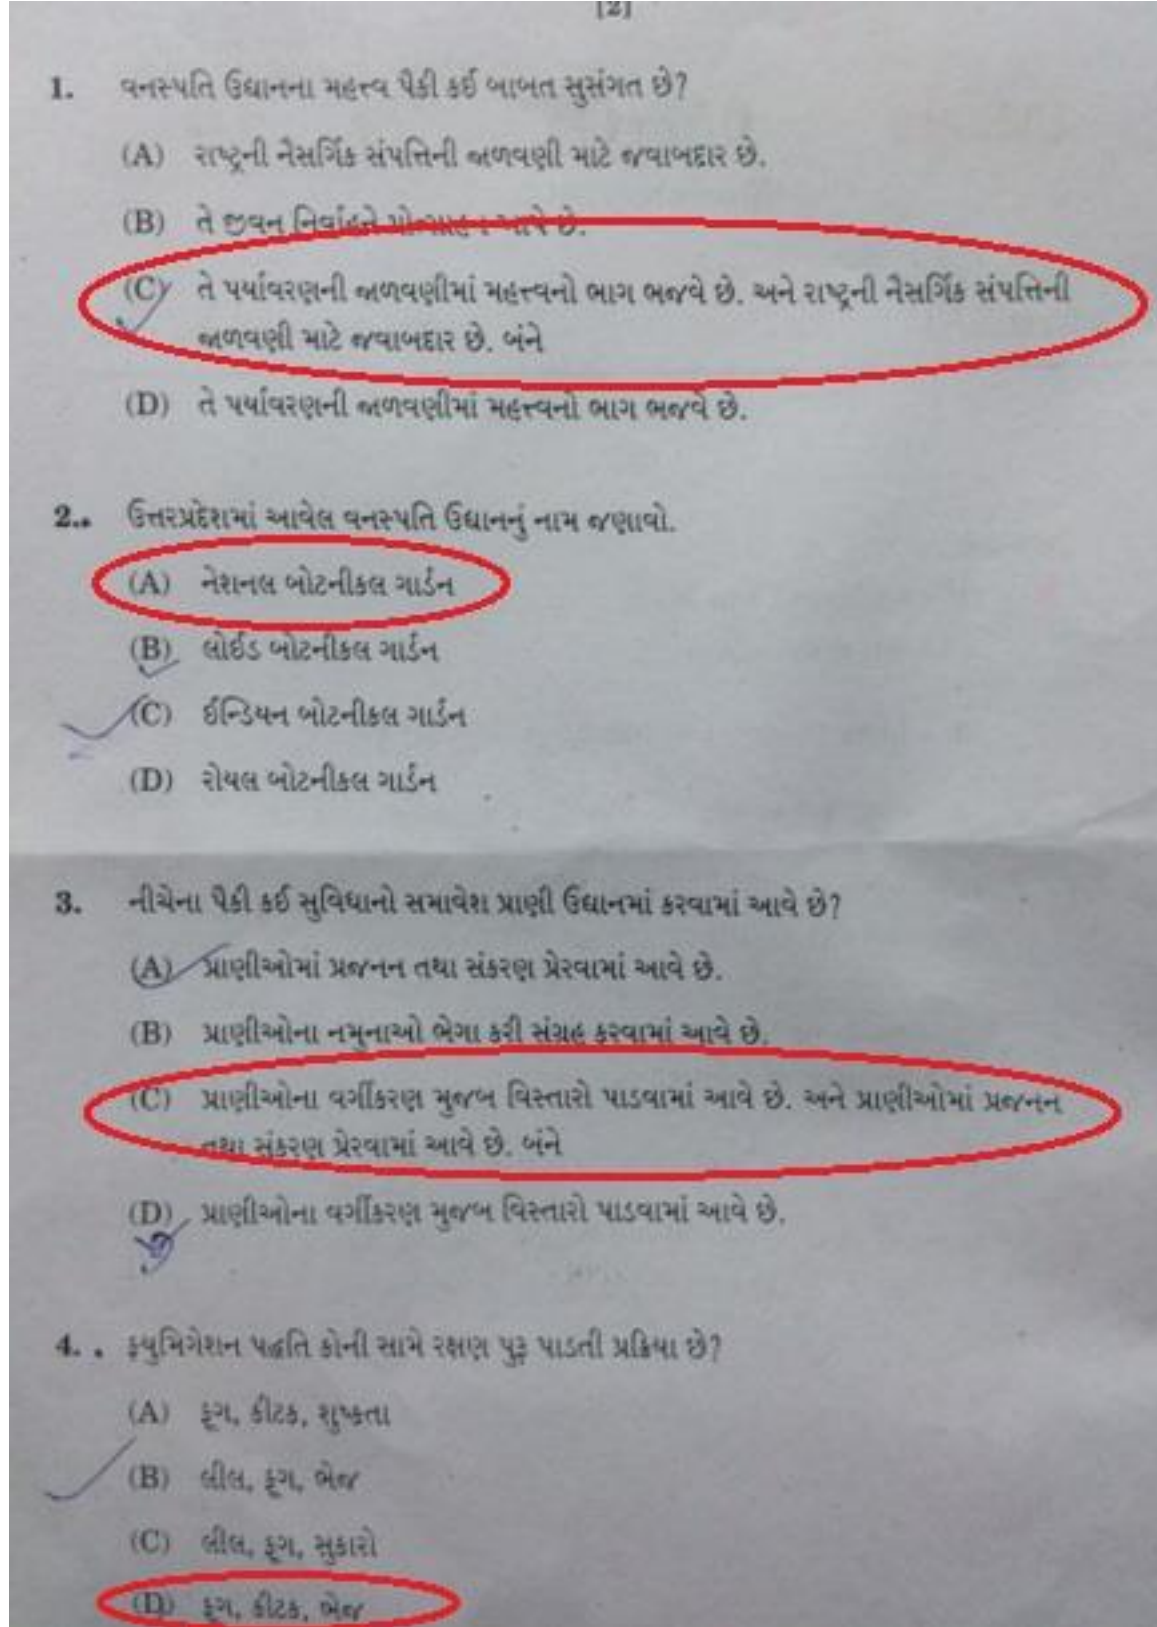 [2]
1. વનસ્પતિ ઉદ્યાનના મહત્ત્વ પૈકી કઈ બાબત સુસંગત છે?
(A) રાષ્ટ્રની નૈસર્ગિક સંપત્તિની જાળવણી માટે જવાબદાર છે.
(B) તે જીવન નિર્વાહને પ્રોત્સાહન આપે છે.
(C) તે પર્યાવરણની જાળવણીમાં મહત્ત્વનો ભાગ ભજવે છે. અને રાષ્ટ્રની નૈસર્ગિક સંપત્તિની
જાળવણી માટે જવાબદાર છે. બંને
(D) તે પર્યાવરણની જાળવણીમાં મહત્ત્વનો ભાગ ભજવે છે.
2.. ઉત્તરપ્રદેશમાં આવેલ વનસ્પતિ ઉદ્યાનનું નામ જણાવો.
(A) નેશનલ બોટનીકલ ગાર્ડન
(B) લોઈડ બોટનીકલ ગાર્ડન
(C) ઈન્ડિયન બોટનીકલ ગાર્ડન
(D) રોયલ બોટનીકલ ગાર્ડન
3. નીચેના પૈકી કઈ સુવિધાનો સમાવેશ પ્રાણી ઉદ્યાનમાં કરવામાં આવે છે?
(A) પ્રાણીઓમાં પ્રજનન તથા સંકરણ પ્રેરવામાં આવે છે.
(B) પ્રાણીઓના નમુનાઓ ભેગા કરી સંગ્રહ કરવામાં આવે છે.
(C) પ્રાણીઓના વર્ગીકરણ મુજબ વિસ્તારો પાડવામાં આવે છે. અને પ્રાણીઓમાં પ્રજનન
તથા સંકરણ પ્રેરવામાં આવે છે. બંને
(D) પ્રાણીઓના વર્ગીકરણ મુજબ વિસ્તારો પાડવામાં આવે છે.
4. . ફ્યુમિગેશન પદ્ધતિ કોની સામે રક્ષણ પુરૂ પાડતી પ્રક્રિયા છે?
(A) ફૂગ, કીટક, શુષ્કતા
(B) લીલ, ફૂગ, ભેજ
(C) લીલ, ફૂગ, સુકારો
(D) ફૂગ, કીટક, ભેજ